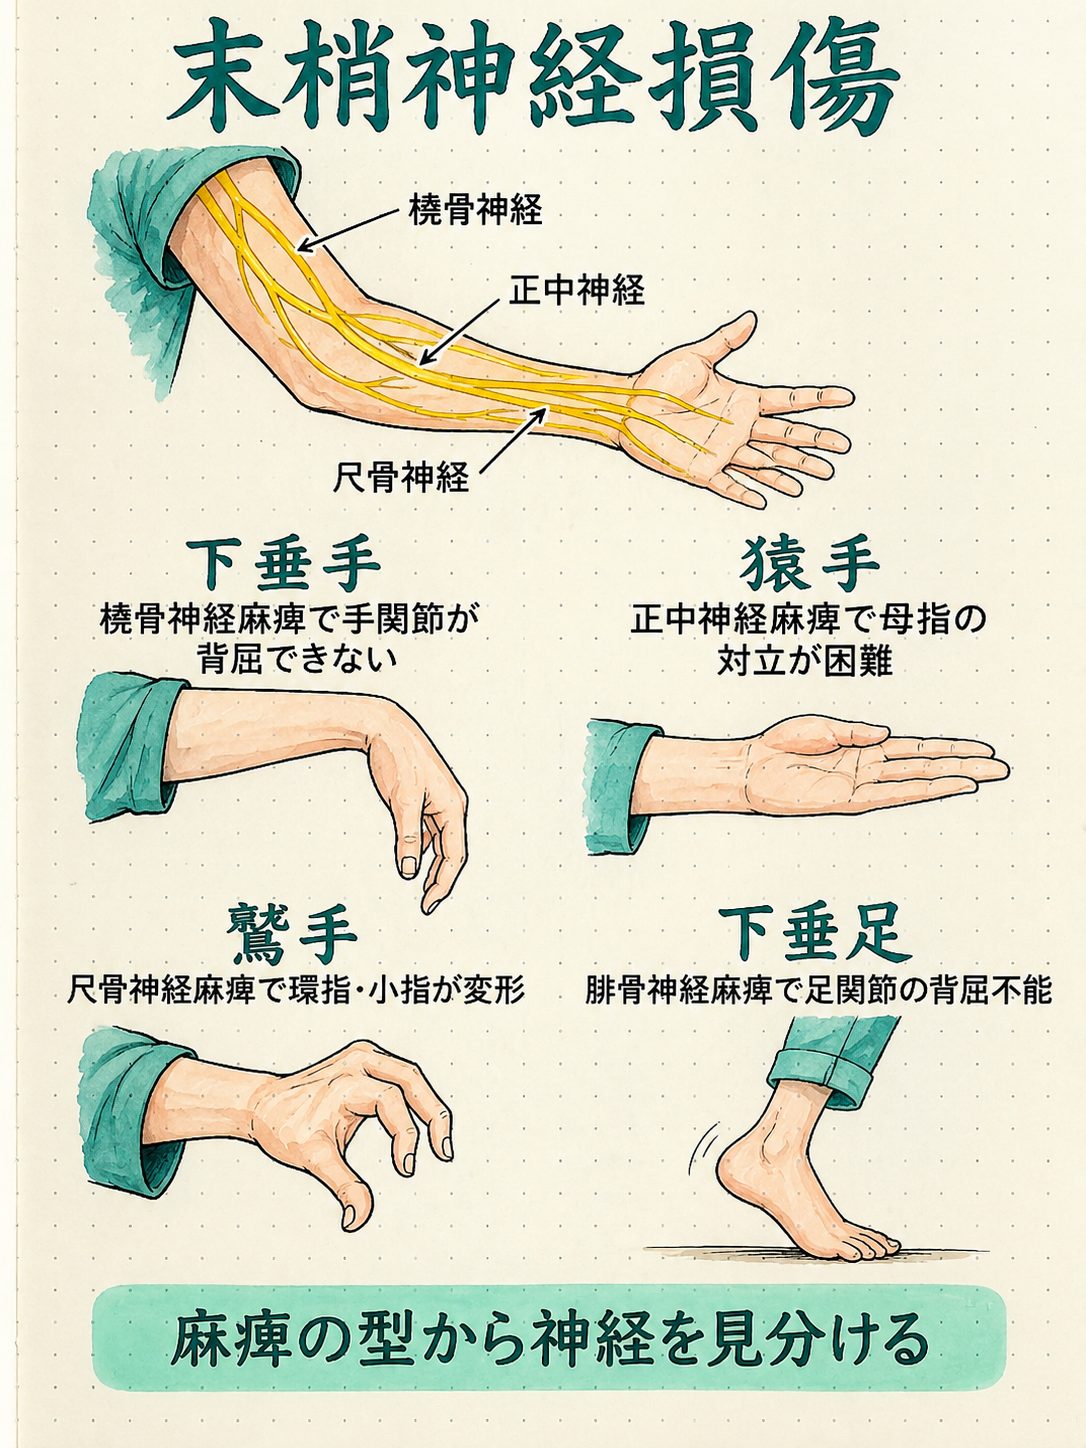 末梢神経損傷
橈骨神経
正中神経
尺骨神経
下垂手
橈骨神経麻痺で手関節が
背屈できない
猿手
正中神経麻痺で母指の
対立が困難
手
尺骨神経麻痺で環指・小指が変形
下垂足
腓骨神経麻痺で足関節の背屈不能
麻痺の型から神経を見分ける